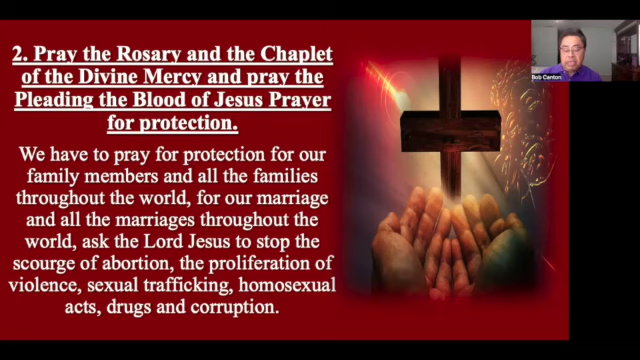 2. Pray the Rosary and the Chaplet
of the Divine Mercy and pray the
Pleading the Blood of Jesus Prayer
for protection.
We have to pray for protection for our
family members and all the families
throughout the world, for our marriage
and all the marriages throughout the
world, ask the Lord Jesus to stop the
scourge of abortion, the proliferation of
violence, sexual trafficking, homosexual
acts, drugs and corruption.
Bob Canton